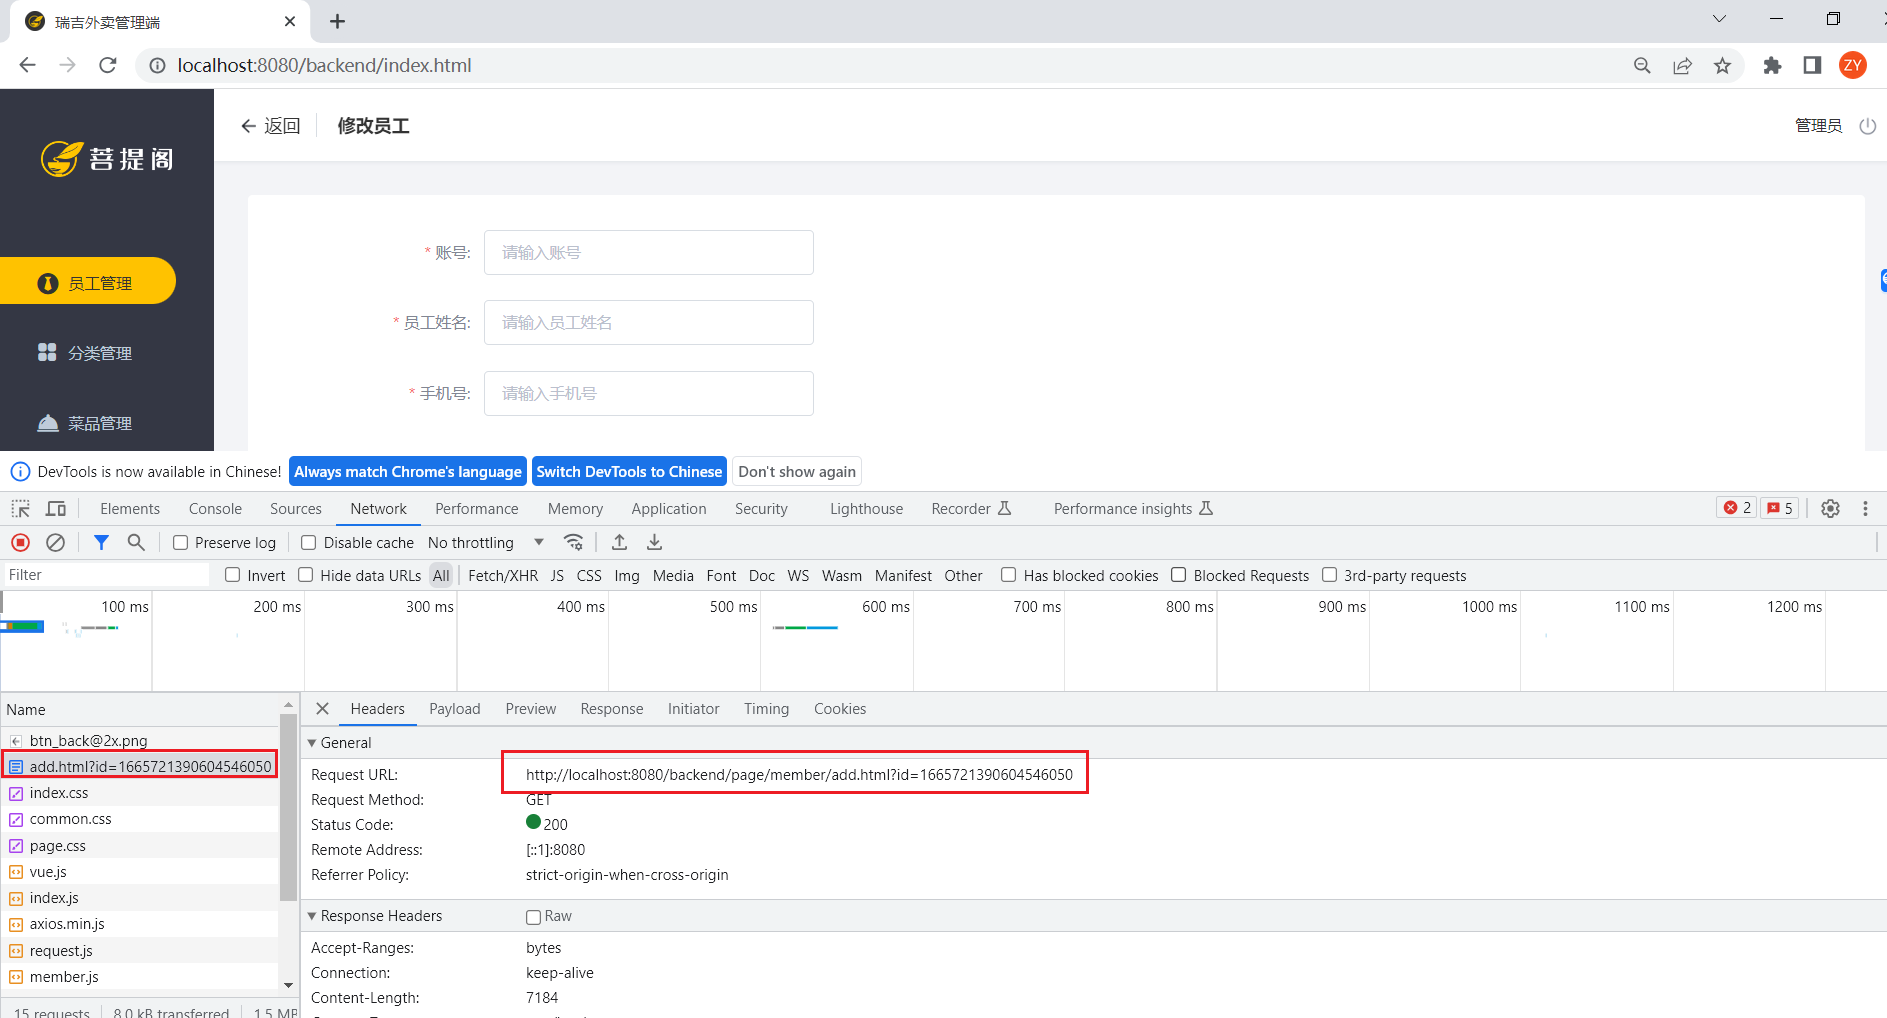 瑞吉外卖管理端
localhost:8080/backend/index.html
ZY
菩提阁
返回 修改员工 管理员
* 账号: 请输入账号
员工管理
* 员工姓名: 请输入员工姓名
分类管理
* 手机号: 请输入手机号
菜品管理
DevTools is now available in Chinese! Always match Chrome's language Switch DevTools to Chinese Don't show again
Elements Console Sources Network Performance Memory Application Security Lighthouse Recorder Performance insights 2 5
Preserve log Disable cache No throttling
Filter Invert Hide data URLs All Fetch/XHR JS CSS Img Media Font Doc WS Wasm Manifest Other Has blocked cookies Blocked Requests 3rd-party requests
100 ms 200 ms 300 ms 400 ms 500 ms 600 ms 700 ms 800 ms 900 ms 1000 ms 1100 ms 1200 ms
Name
btn_back@2x.png
add.html?id=1665721390604546050
index.css
common.css
page.css
vue.js
index.js
axios.min.js
request.js
member.js
15 requests 8.0 kB transferred 1.5 MB
Headers Payload Preview Response Initiator Timing Cookies
General
Request URL: http://localhost:8080/backend/page/member/add.html?id=1665721390604546050
Request Method: GET
Status Code: 200
Remote Address: [::1]:8080
Referrer Policy: strict-origin-when-cross-origin
Response Headers Raw
Accept-Ranges: bytes
Connection: keep-alive
Content-Length: 7184